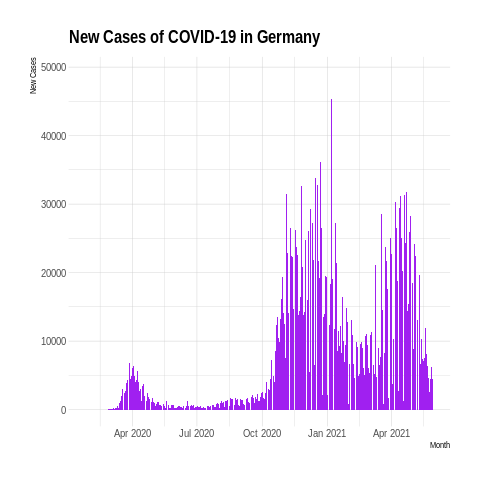 New Cases of COVID-19 in Germany
New Cases
50000
40000
30000
20000
10000
0
Apr 2020 Jul 2020 Oct 2020 Jan 2021 Apr 2021
Month